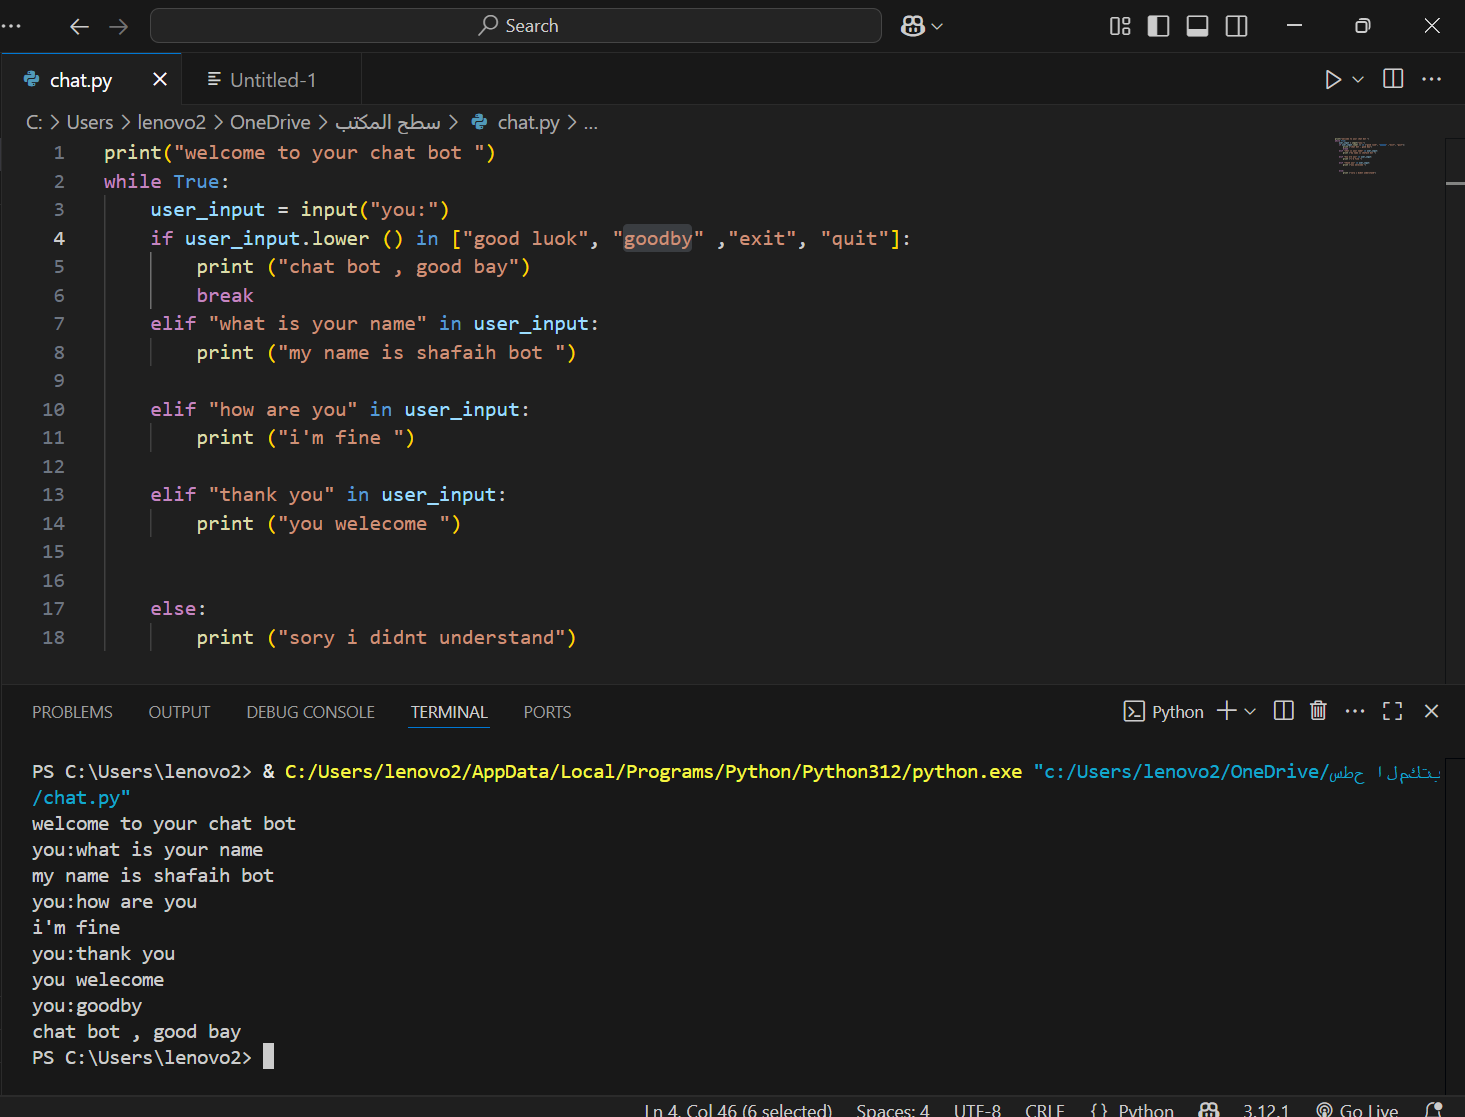 Search
chat.py
Untitled-1
C: > Users > lenovo2 > OneDrive > سطح المكتب > chat.py > ...
1 print("welcome to your chat bot ")
2 while True:
3     user_input = input("you:")
4     if user_input.lower () in ["good luok", "goodby" ,"exit", "quit"]:
5         print ("chat bot , good bay")
6         break
7     elif "what is your name" in user_input:
8         print ("my name is shafaih bot ")
9
10     elif "how are you" in user_input:
11         print ("i'm fine ")
12
13     elif "thank you" in user_input:
14         print ("you welecome ")
15
16
17     else:
18         print ("sory i didnt understand")
PROBLEMS OUTPUT DEBUG CONSOLE TERMINAL PORTS
Python
PS C:\Users\lenovo2> & C:/Users/lenovo2/AppData/Local/Programs/Python/Python312/python.exe "c:/Users/lenovo2/OneDrive/سطح المكتب
/chat.py"
welcome to your chat bot
you:what is your name
my name is shafaih bot
you:how are you
i'm fine
you:thank you
you welecome
you:goodby
chat bot , good bay
PS C:\Users\lenovo2>
Ln 4, Col 46 (6 selected) Spaces: 4 UTF-8 CRLF {} Python 3.12.1 Go Live